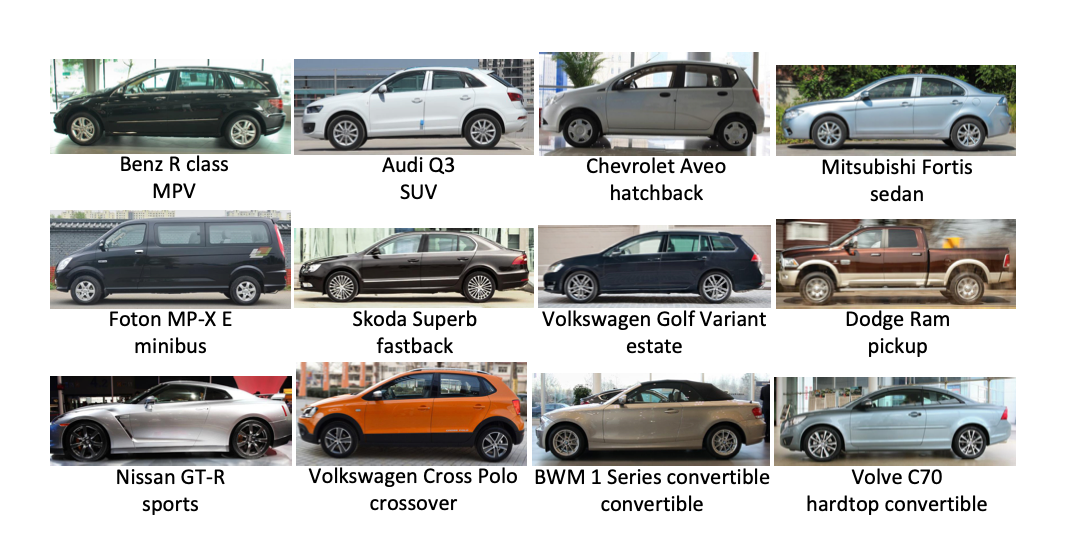 Benz R class
MPV
Audi Q3
SUV
Chevrolet Aveo
hatchback
Mitsubishi Fortis
sedan
Foton MP-X E
minibus
Skoda Superb
fastback
Volkswagen Golf Variant
estate
Dodge Ram
pickup
Nissan GT-R
sports
Volkswagen Cross Polo
crossover
BWM 1 Series convertible
convertible
Volve C70
hardtop convertible